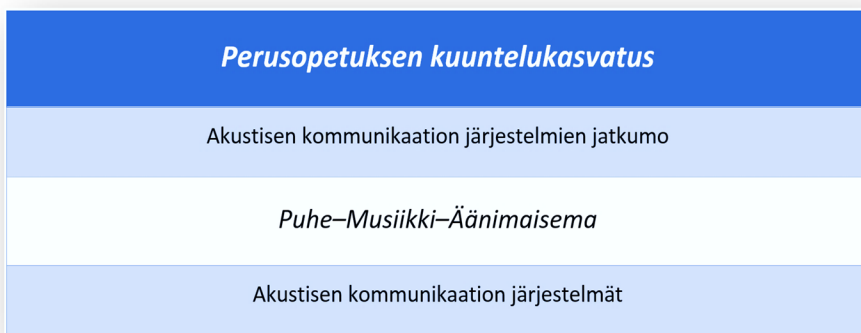 Perusopetuksen kuuntelukasvatus
Akustisen kommunikaation järjestelmien jatkumo
Puhe–Musiikki–Äänimaisema
Akustisen kommunikaation järjestelmät